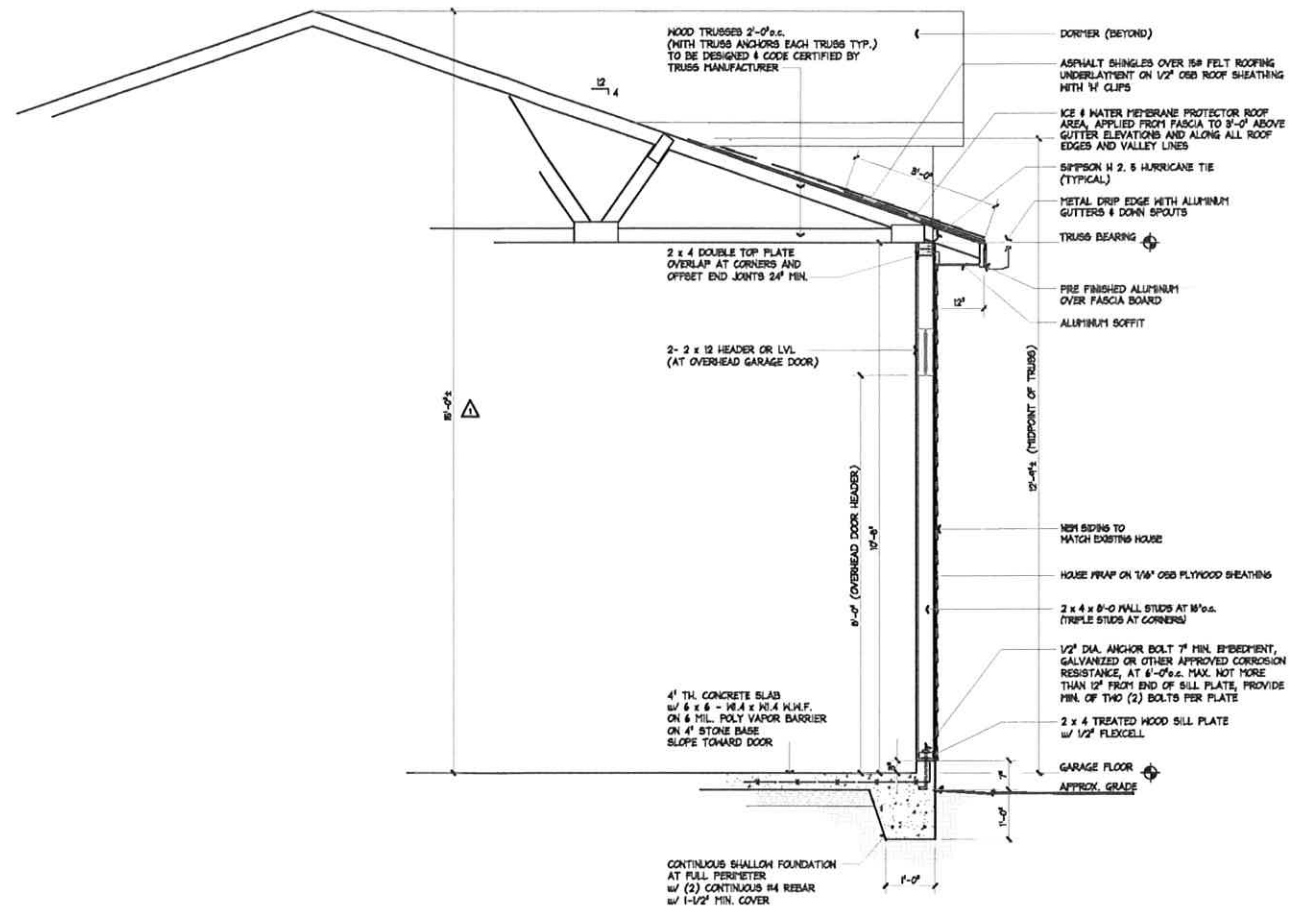 WOOD TRUSSES 2'-0" o.c.
(WITH TRUSS ANCHORS EACH TRUSS TYP.)
TO BE DESIGNED & CODE CERTIFIED BY
TRUSS MANUFACTURER
12
4
DORMER (BEYOND)
ASPHALT SHINGLES OVER 15# FELT ROOFING
UNDERLAYMENT ON 1/2" OSB ROOF SHEATHING
WITH 'H' CLIPS
ICE & WATER MEMBRANE PROTECTOR ROOF
AREA, APPLIED FROM FASCIA TO 3'-0" ABOVE
GUTTER ELEVATIONS AND ALONG ALL ROOF
EDGES AND VALLEY LINES
3'-0"
SIMPSON H 2. 5 HURRICANE TIE
(TYPICAL)
METAL DRIP EDGE WITH ALUMINUM
GUTTERS & DOWN SPOUTS
TRUSS BEARING
2 x 4 DOUBLE TOP PLATE
OVERLAP AT CORNERS AND
OFFSET END JOINTS 24" MIN.
PRE FINISHED ALUMINUM
OVER FASCIA BOARD
12"
ALUMINUM SOFFIT
2- 2 x 12 HEADER OR LVL
(AT OVERHEAD GARAGE DOOR)
1
(MIDPOINT OF TRUSS)
(OVERHEAD DOOR HEADER)
NEW SIDING TO
MATCH EXISTING HOUSE
HOUSE WRAP ON 7/16" OSB PLYWOOD SHEATHING
2 x 4 x WALL STUDS AT 16" o.c.
(TRIPLE STUDS AT CORNERS)
1/2" DIA. ANCHOR BOLT 7" MIN. EMBEDMENT,
GALVANIZED OR OTHER APPROVED CORROSION
RESISTANCE, AT 6'-0" o.c. MAX. NOT MORE
THAN 12" FROM END OF SILL PLATE, PROVIDE
MIN. OF TWO (2) BOLTS PER PLATE
4" TH. CONCRETE SLAB
w/ 6 x 6 - W1.4 x W1.4 W.W.F.
ON 6 MIL. POLY VAPOR BARRIER
ON 4" STONE BASE
SLOPE TOWARD DOOR
2 x 4 TREATED WOOD SILL PLATE
w/ 1/2" FLEXCELL
GARAGE FLOOR
7"
APPROX. GRADE
1'-0"
1'-0"
CONTINUOUS SHALLOW FOUNDATION
AT FULL PERIMETER
w/ (2) CONTINUOUS #4 REBAR
w/ 1-1/2" MIN. COVER